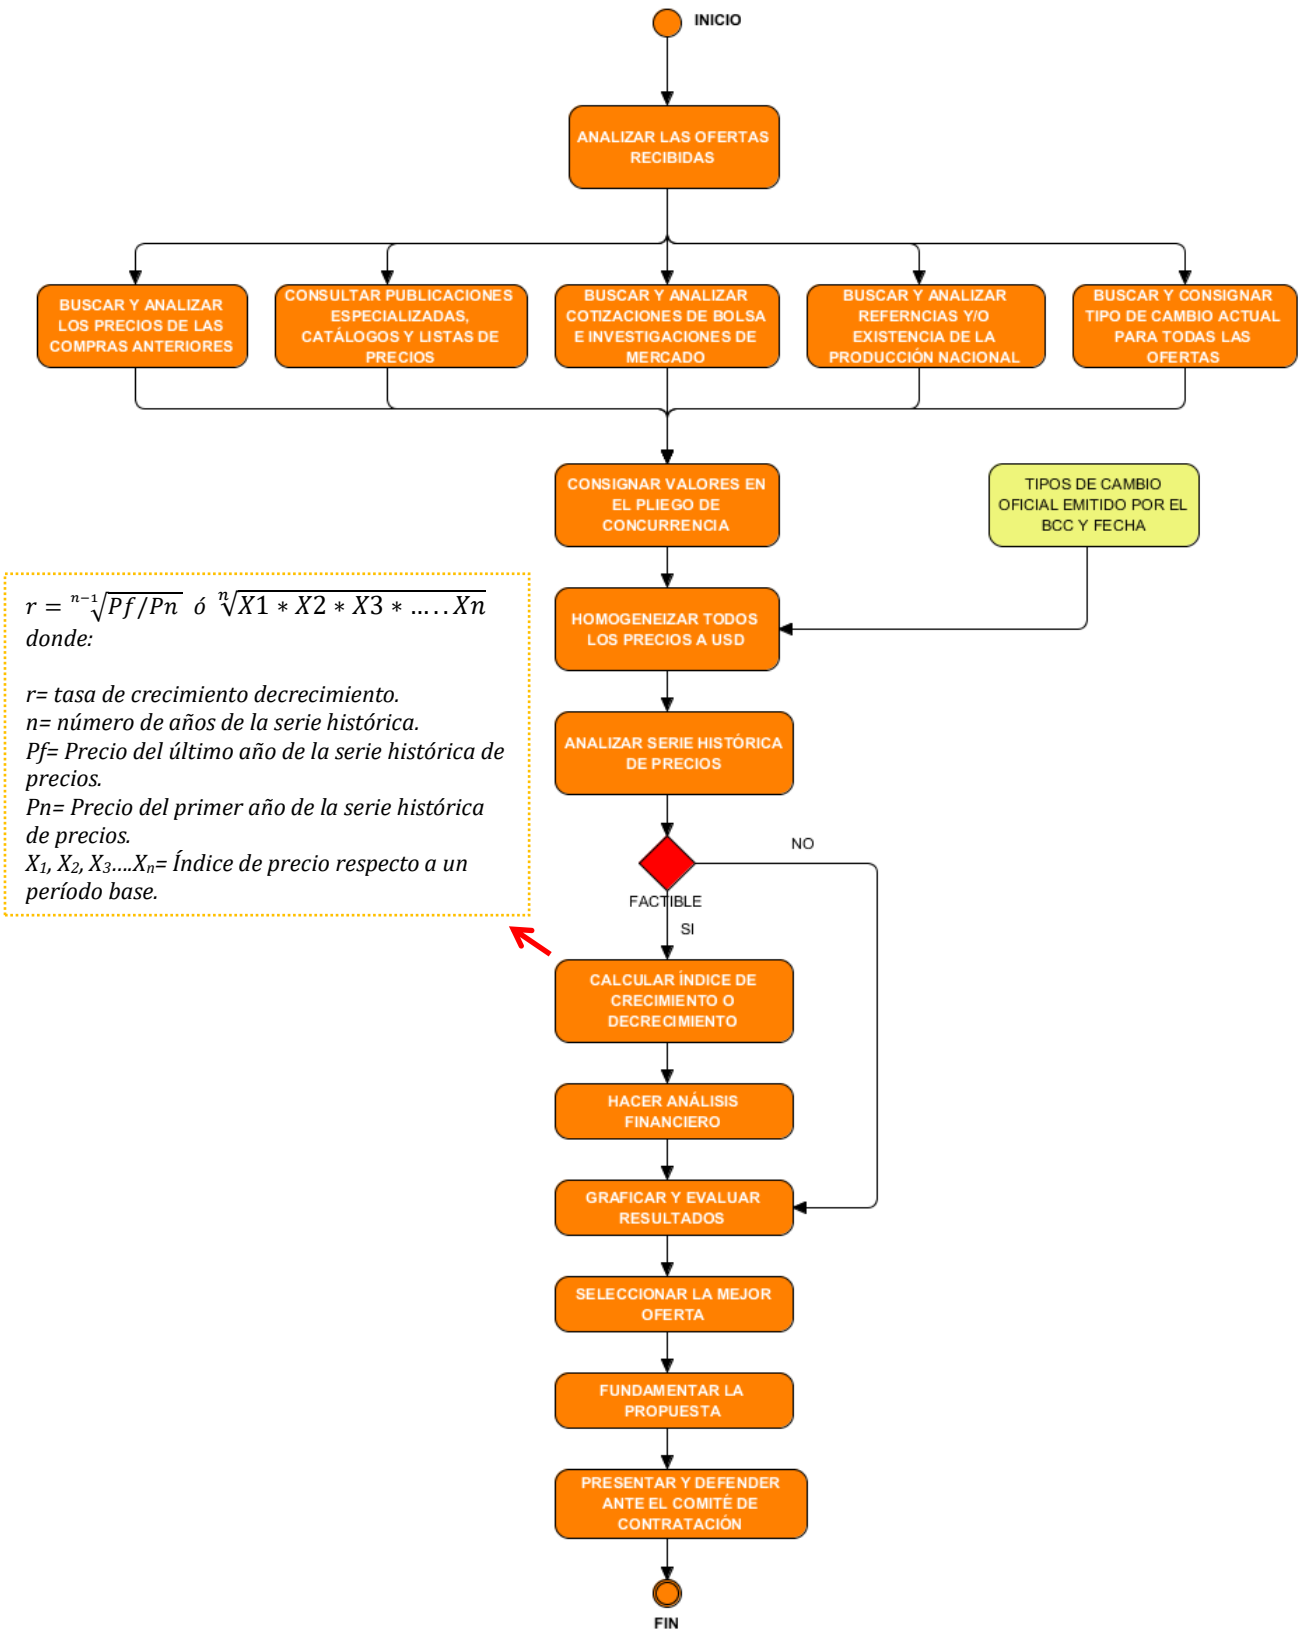 INICIO
ANALIZAR LAS OFERTAS
RECIBIDAS
BUSCAR Y ANALIZAR
LOS PRECIOS DE LAS
COMPRAS ANTERIORES
CONSULTAR PUBLICACIONES
ESPECIALIZADAS,
CATÁLOGOS Y LISTAS DE
PRECIOS
BUSCAR Y ANALIZAR
COTIZACIONES DE BOLSA
E INVESTIGACIONES DE
MERCADO
BUSCAR Y ANALIZAR
REFERNCIAS Y/O
EXISTENCIA DE LA
PRODUCCIÓN NACIONAL
BUSCAR Y CONSIGNAR
TIPO DE CAMBIO ACTUAL
PARA TODAS LAS
OFERTAS
CONSIGNAR VALORES EN
EL PLIEGO DE
CONCURRENCIA
TIPOS DE CAMBIO
OFICIAL EMITIDO POR EL
BCC Y FECHA
r = ⁿ⁻¹√Pf/Pn ó ⁿ√X1 ∗ X2 ∗ X3 ∗ ….. Xn
donde:
r= tasa de crecimiento decrecimiento.
n= número de años de la serie histórica.
Pf= Precio del último año de la serie histórica de
precios.
Pn= Precio del primer año de la serie histórica
de precios.
X₁, X₂, X₃....Xₙ= Índice de precio respecto a un
período base.
HOMOGENEIZAR TODOS
LOS PRECIOS A USD
ANALIZAR SERIE HISTÓRICA
DE PRECIOS
NO
FACTIBLE
SI
CALCULAR ÍNDICE DE
CRECIMIENTO O
DECRECIMIENTO
HACER ANÁLISIS
FINANCIERO
GRAFICAR Y EVALUAR
RESULTADOS
SELECCIONAR LA MEJOR
OFERTA
FUNDAMENTAR LA
PROPUESTA
PRESENTAR Y DEFENDER
ANTE EL COMITÉ DE
CONTRATACIÓN
FIN